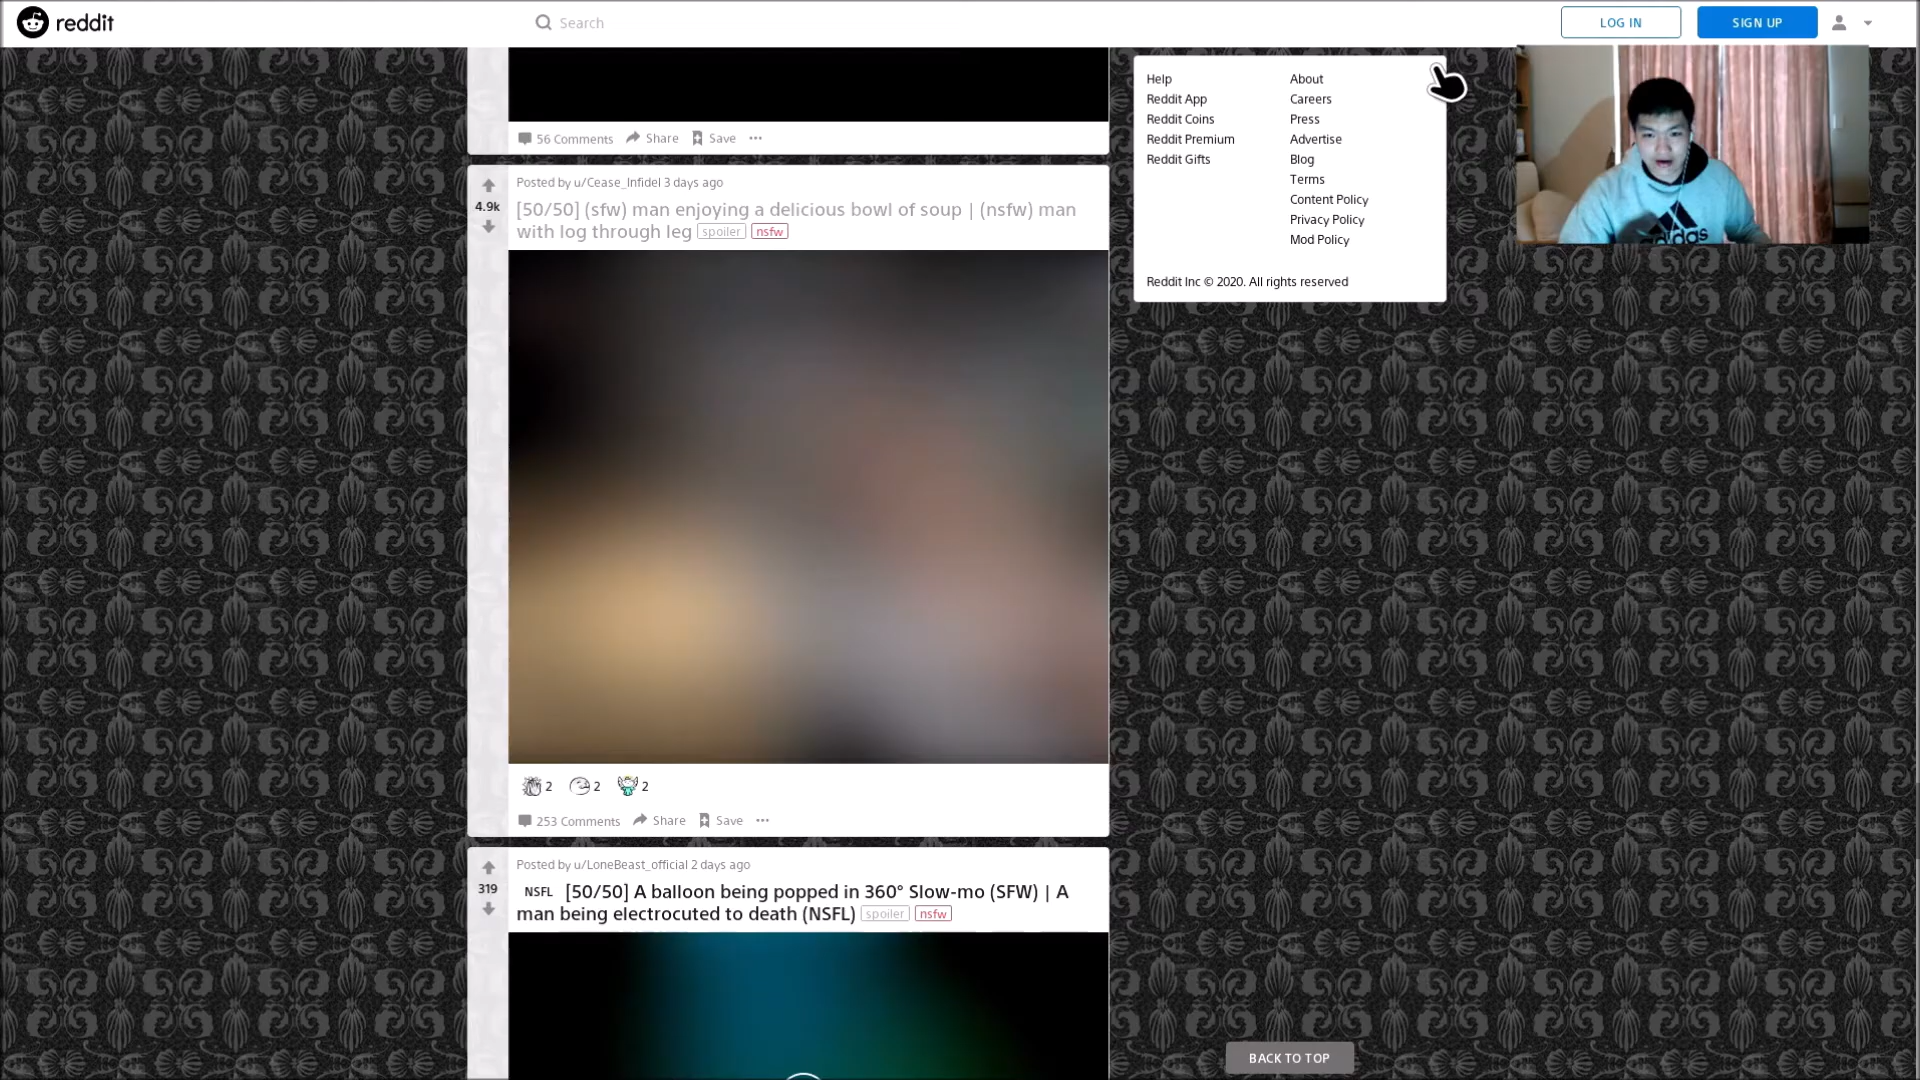 reddit
Search
LOG IN
SIGN UP
56 Comments
Share
Save
Posted by u/Cease_Infidel 3 days ago
4.9k
[50/50] (sfw) man enjoying a delicious bowl of soup | (nsfw) man
with log through leg spoiler nsfw
2
2
2
253 Comments
Share
Save
Posted by u/LoneBeast_official 2 days ago
319
NSFL [50/50] A balloon being popped in 360° Slow-mo (SFW) | A
man being electrocuted to death (NSFL) spoiler nsfw
Help
Reddit App
Reddit Coins
Reddit Premium
Reddit Gifts
About
Careers
Press
Advertise
Blog
Terms
Content Policy
Privacy Policy
Mod Policy
Reddit Inc © 2020. All rights reserved
adidas
BACK TO TOP